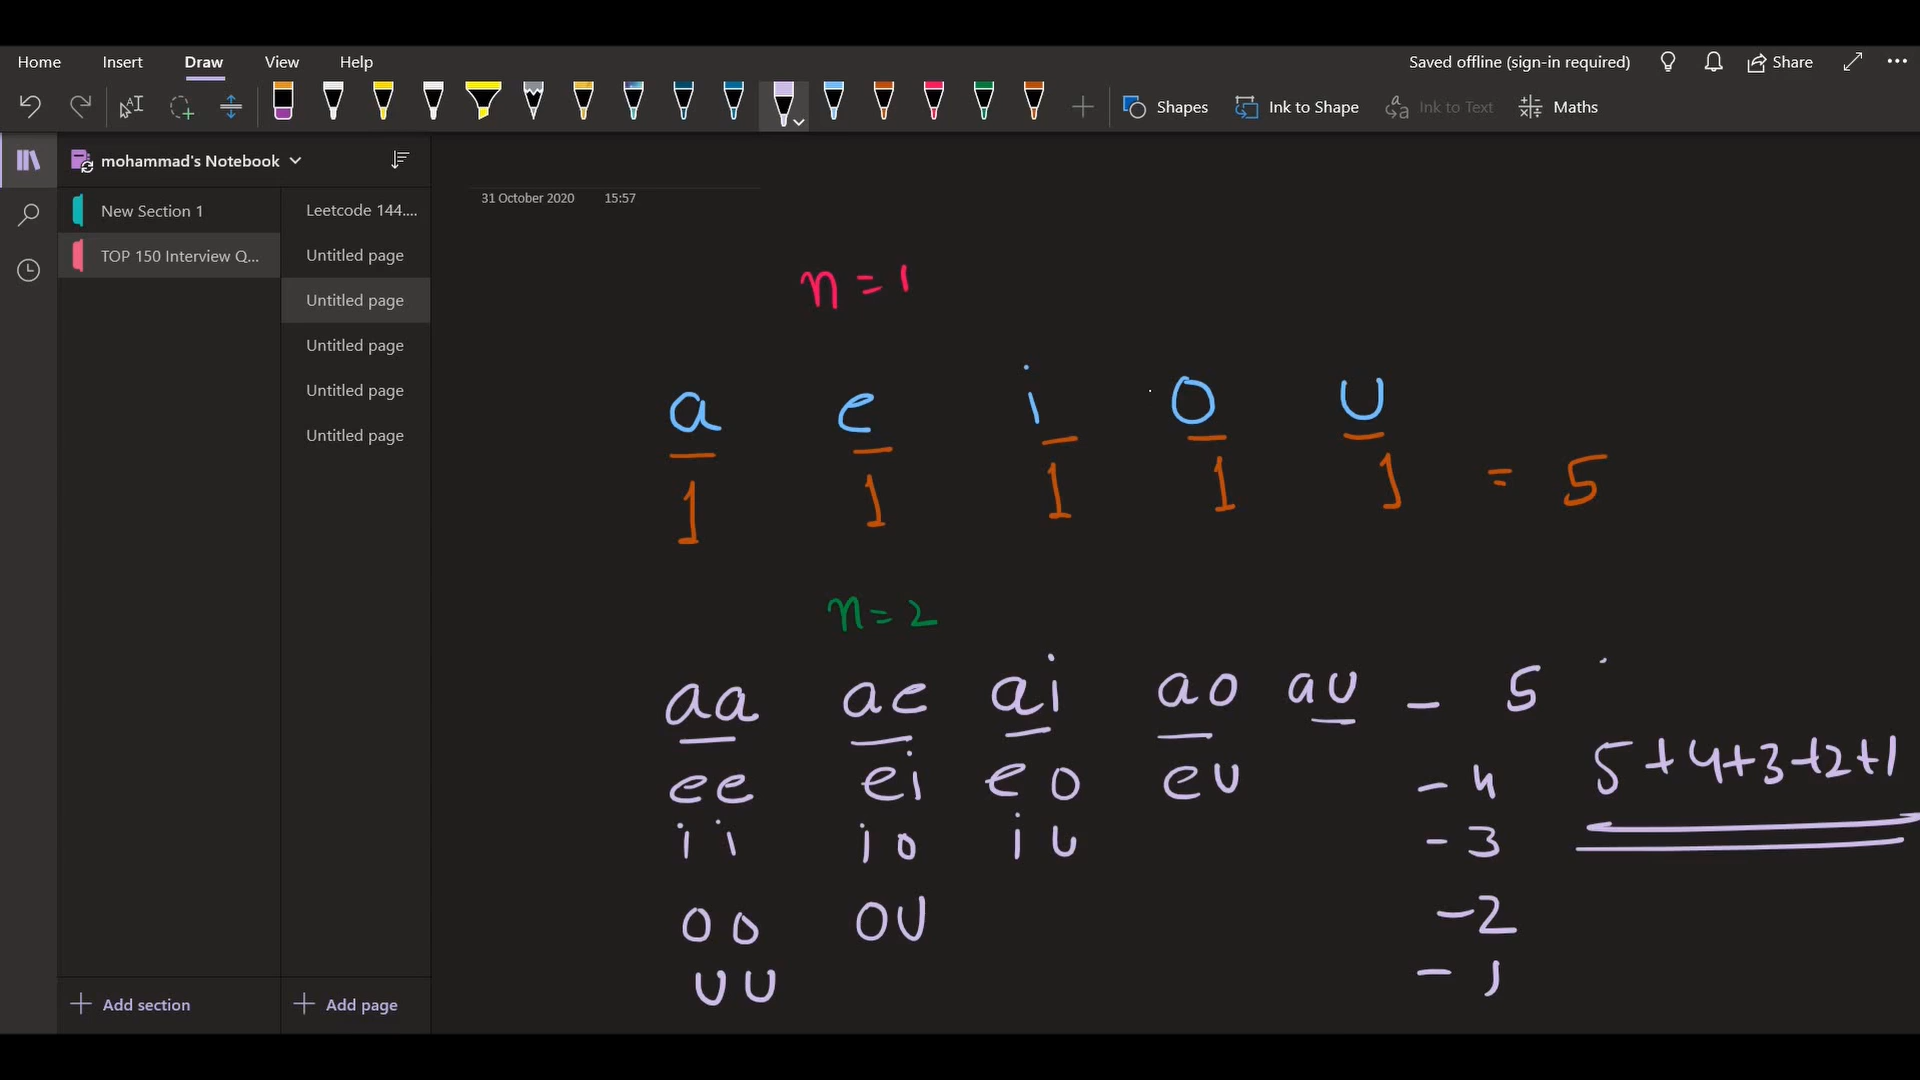 Home Insert Draw View Help Saved offline (sign-in required) Share
Shapes Ink to Shape Ink to Text Maths
mohammad's Notebook
New Section 1
TOP 150 Interview Q...
Leetcode 144....
Untitled page
Untitled page
Untitled page
Untitled page
Untitled page
Add section
Add page
31 October 2020 15:57
n = 1
a e i o u
1 1 1 1 1 = 5
n = 2
aa ae ai ao au - 5
ee ei eo eu - 4
ii io iu - 3
oo ou - 2
uu - 1
5+4+3+2+1